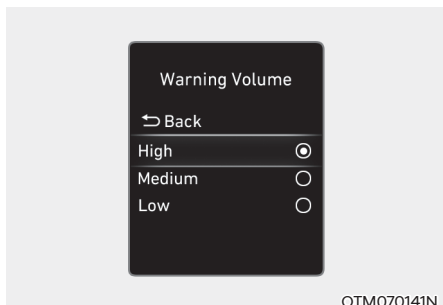 Warning Volume
Back
High
Medium
Low
OTM070141N